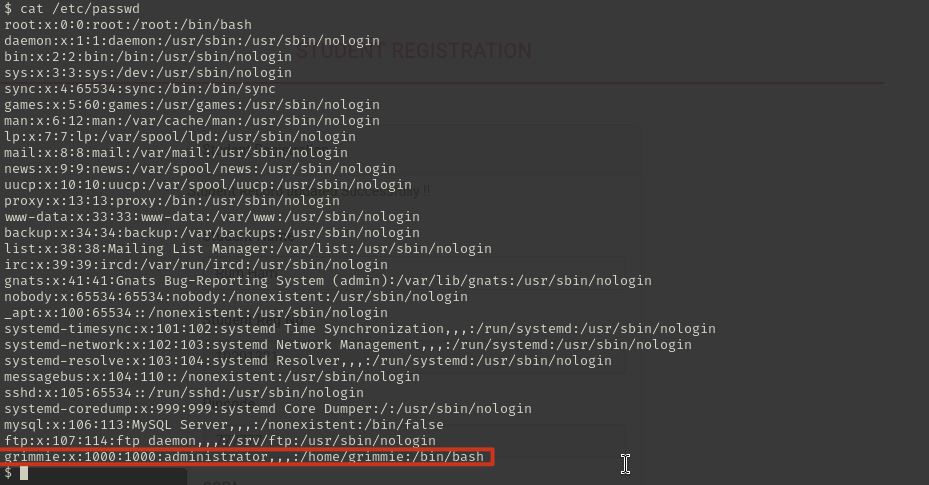 $ cat /etc/passwd
root:x:0:0:root:/root:/bin/bash
daemon:x:1:1:daemon:/usr/sbin:/usr/sbin/nologin
STUDENT REGISTRATION
bin:x:2:2:bin:/bin:/usr/sbin/nologin
sys:x:3:3:sys:/dev:/usr/sbin/nologin
sync:x:4:65534:sync:/bin:/bin/sync
games:x:5:60:games:/usr/games:/usr/sbin/nologin
man:x:6:12:man:/var/cache/man:/usr/sbin/nologin
lp:x:7:7:lp:/var/spool/lpd:/usr/sbin/nologin
mail:x:8:8:mail:/var/mail:/usr/sbin/nologin
news:x:9:9:news:/var/spool/news:/usr/sbin/nologin
uucp:x:10:10:uucp:/var/spool/uucp:/usr/sbin/nologin
proxy:x:13:13:proxy:/bin:/usr/sbin/nologin
www-data:x:33:33:www-data:/var/www:/usr/sbin/nologin
backup:x:34:34:backup:/var/backups:/usr/sbin/nologin
list:x:38:38:Mailing List Manager:/var/list:/usr/sbin/nologin
irc:x:39:39:ircd:/var/run/ircd:/usr/sbin/nologin
gnats:x:41:41:Gnats Bug-Reporting System (admin):/var/lib/gnats:/usr/sbin/nologin
nobody:x:65534:65534:nobody:/nonexistent:/usr/sbin/nologin
_apt:x:100:65534::/nonexistent:/usr/sbin/nologin
systemd-timesync:x:101:102:systemd Time Synchronization,,,:/run/systemd:/usr/sbin/nologin
systemd-network:x:102:103:systemd Network Management,,,:/run/systemd:/usr/sbin/nologin
systemd-resolve:x:103:104:systemd Resolver,,,:/run/systemd:/usr/sbin/nologin
messagebus:x:104:110::/nonexistent:/usr/sbin/nologin
sshd:x:105:65534::/run/sshd:/usr/sbin/nologin
systemd-coredump:x:999:999:systemd Core Dumper:/:/usr/sbin/nologin
mysql:x:106:113:MySQL Server,,,:/nonexistent:/bin/false
ftp:x:107:114:ftp daemon,,,:/srv/ftp:/usr/sbin/nologin
grimmie:x:1000:1000:administrator,,,:/home/grimmie:/bin/bash
$